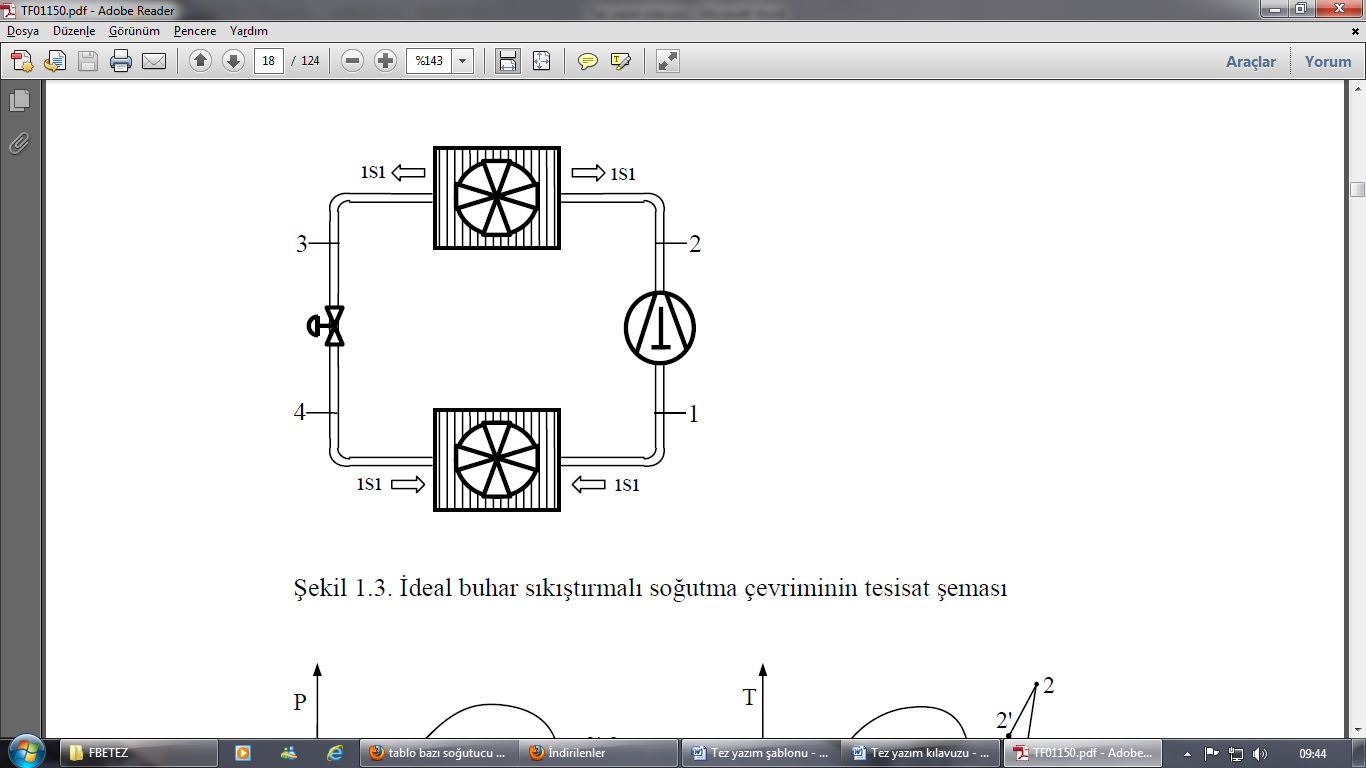 TF01150.pdf - Adobe Reader
Dosya Düzenle Görünüm Pencere Yardım
18 / 124 %143 Araçlar Yorum
1S1 1S1
3 2
4 1
1S1 1S1
Şekil 1.3. İdeal buhar sıkıştırmalı soğutma çevriminin tesisat şeması
P T 2
2'
FBETEZ tablo bazı soğutucu ... İndirilenler Tez yazım şablonu - ... Tez yazım kılavuzu - ... TF01150.pdf - Adobe... 09:44